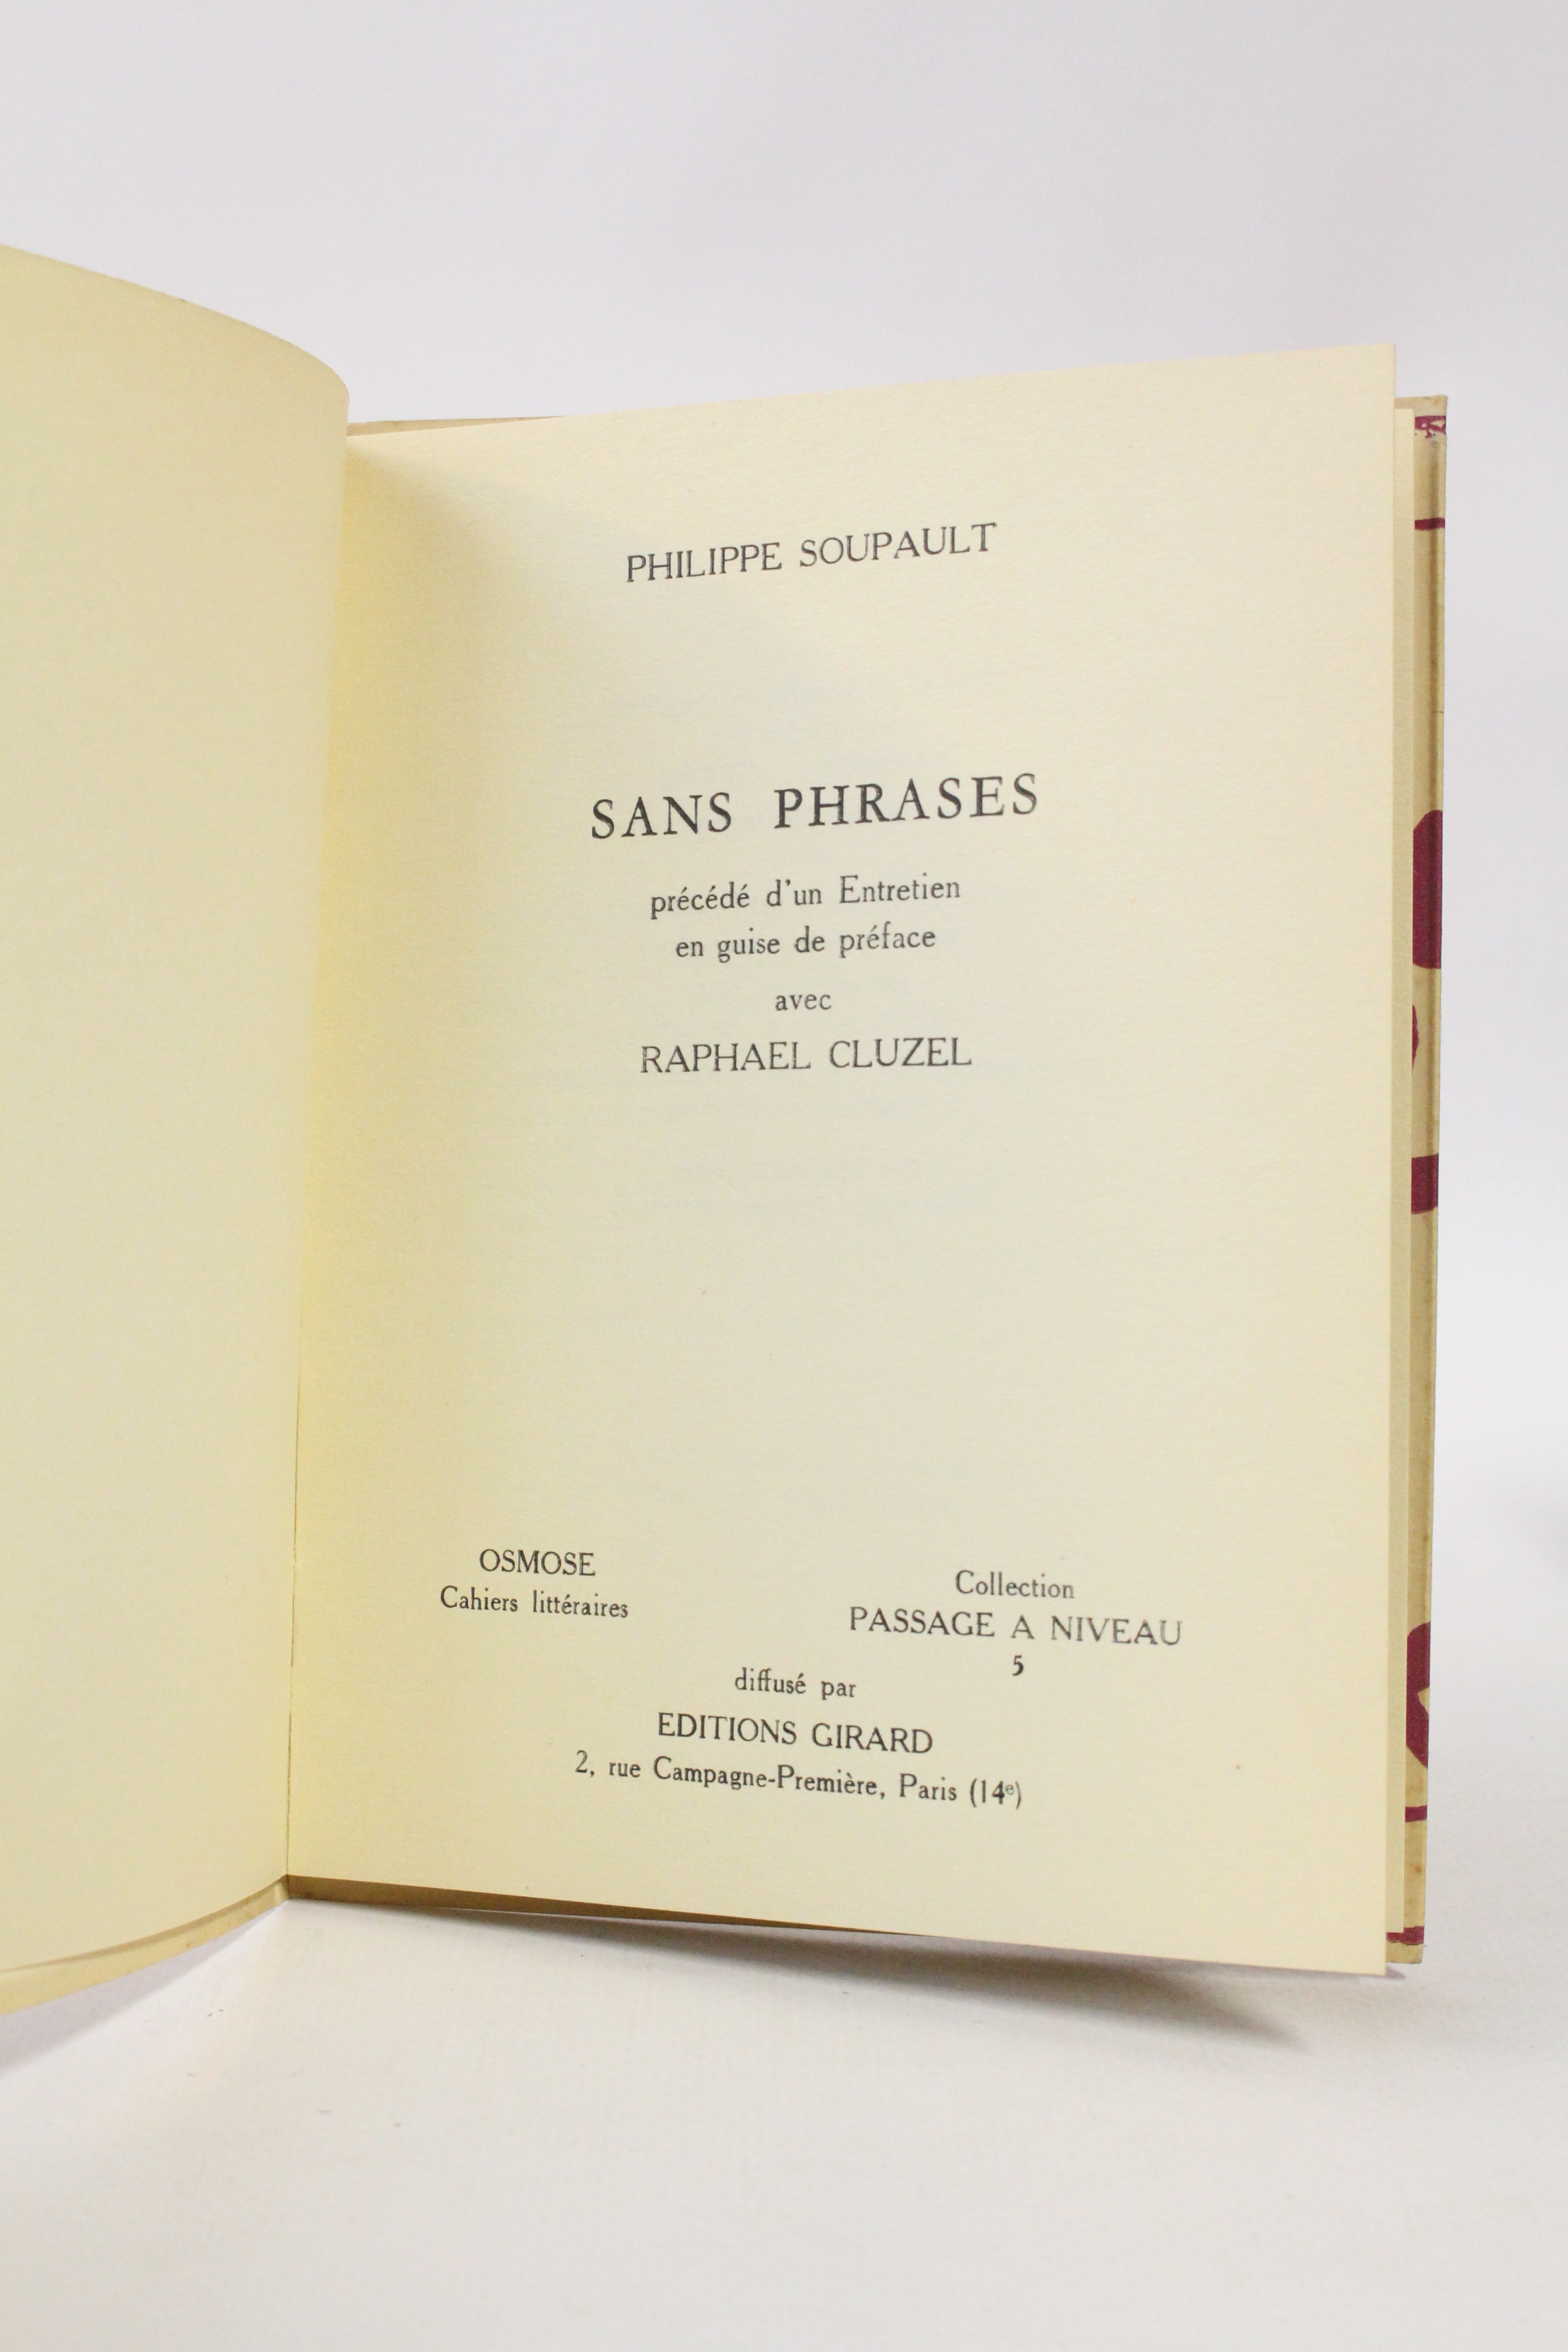 PHILIPPE SOUPAULT
SANS PHRASES
précédé d'un Entretien
en guise de préface
avec
RAPHAEL CLUZEL
OSMOSE
Cahiers littéraires
Collection
PASSAGE A NIVEAU
5
diffusé par
EDITIONS GIRARD
2, rue Campagne-Première, Paris (14e)